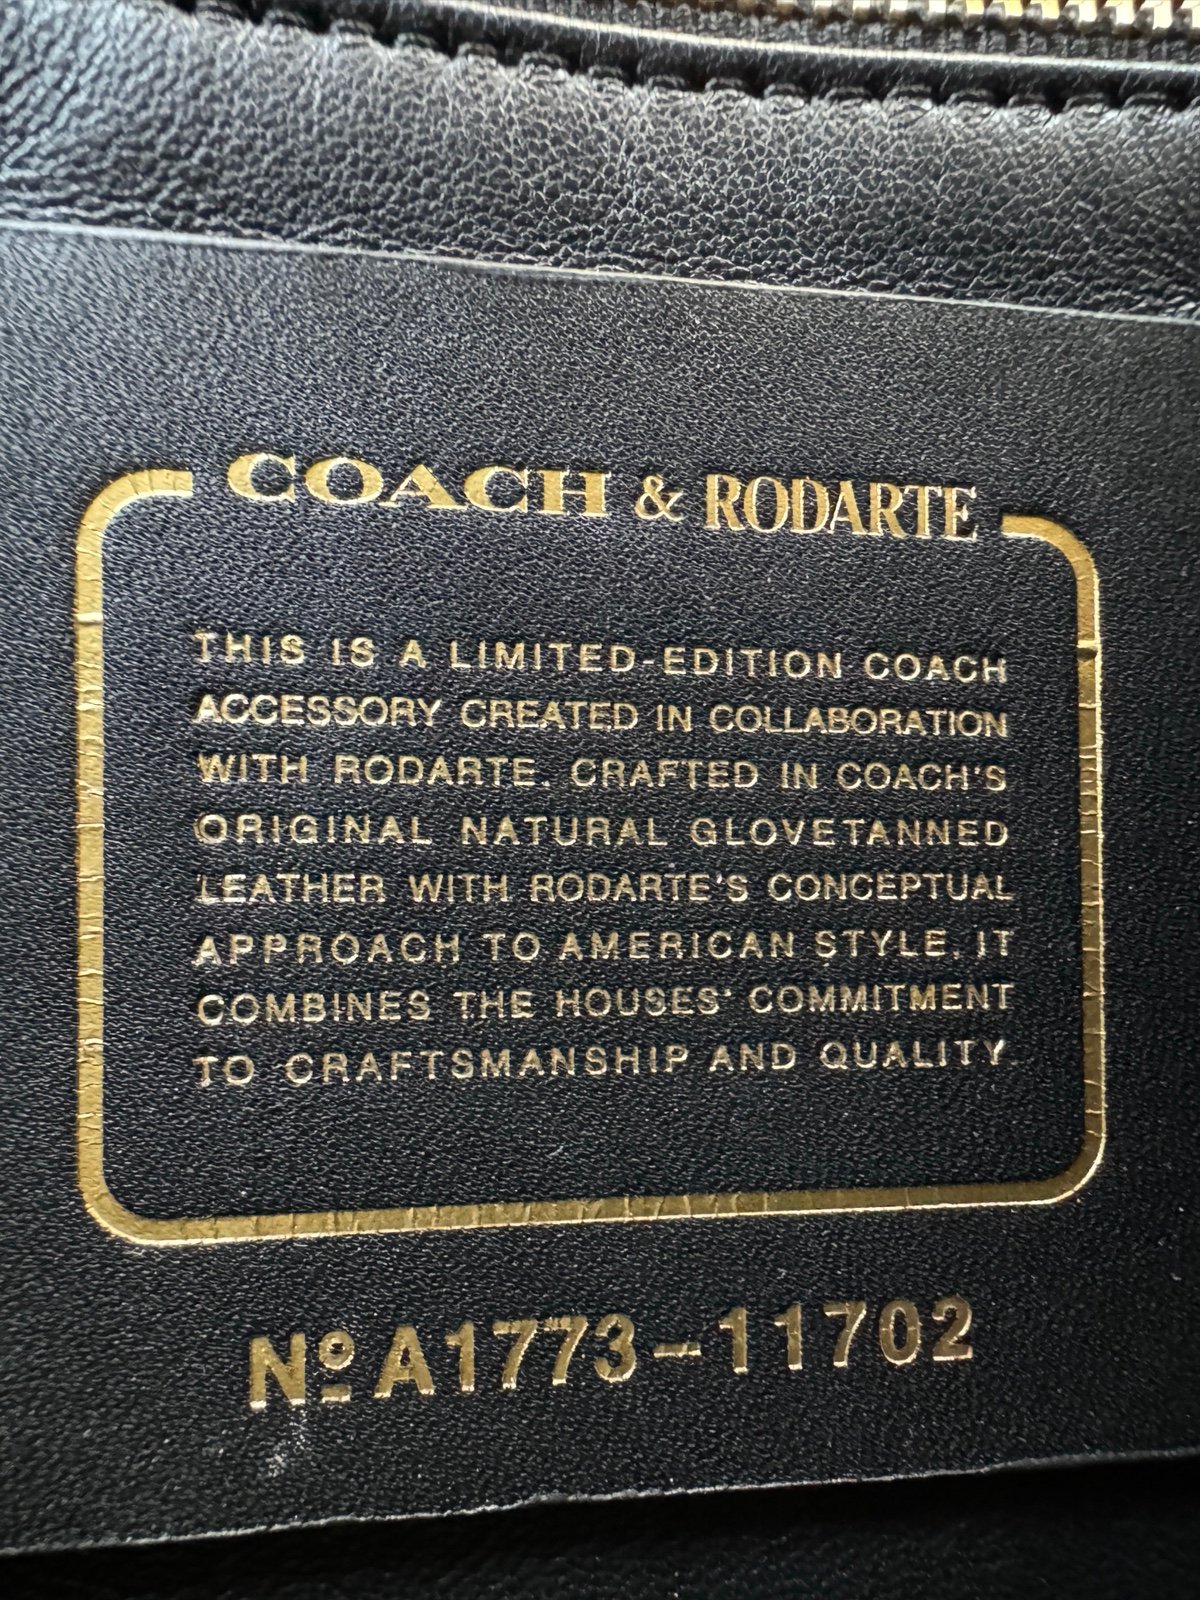 COACH & RODARTE
THIS IS A LIMITED-EDITION COACH
ACCESSORY CREATED IN COLLABORATION
WITH RODARTE. CRAFTED IN COACH'S
ORIGINAL NATURAL GLOVETANNED
LEATHER WITH RODARTE'S CONCEPTUAL
APPROACH TO AMERICAN STYLE, IT
COMBINES THE HOUSES' COMMITMENT
TO CRAFTSMANSHIP AND QUALITY.
Nº A1773-11702